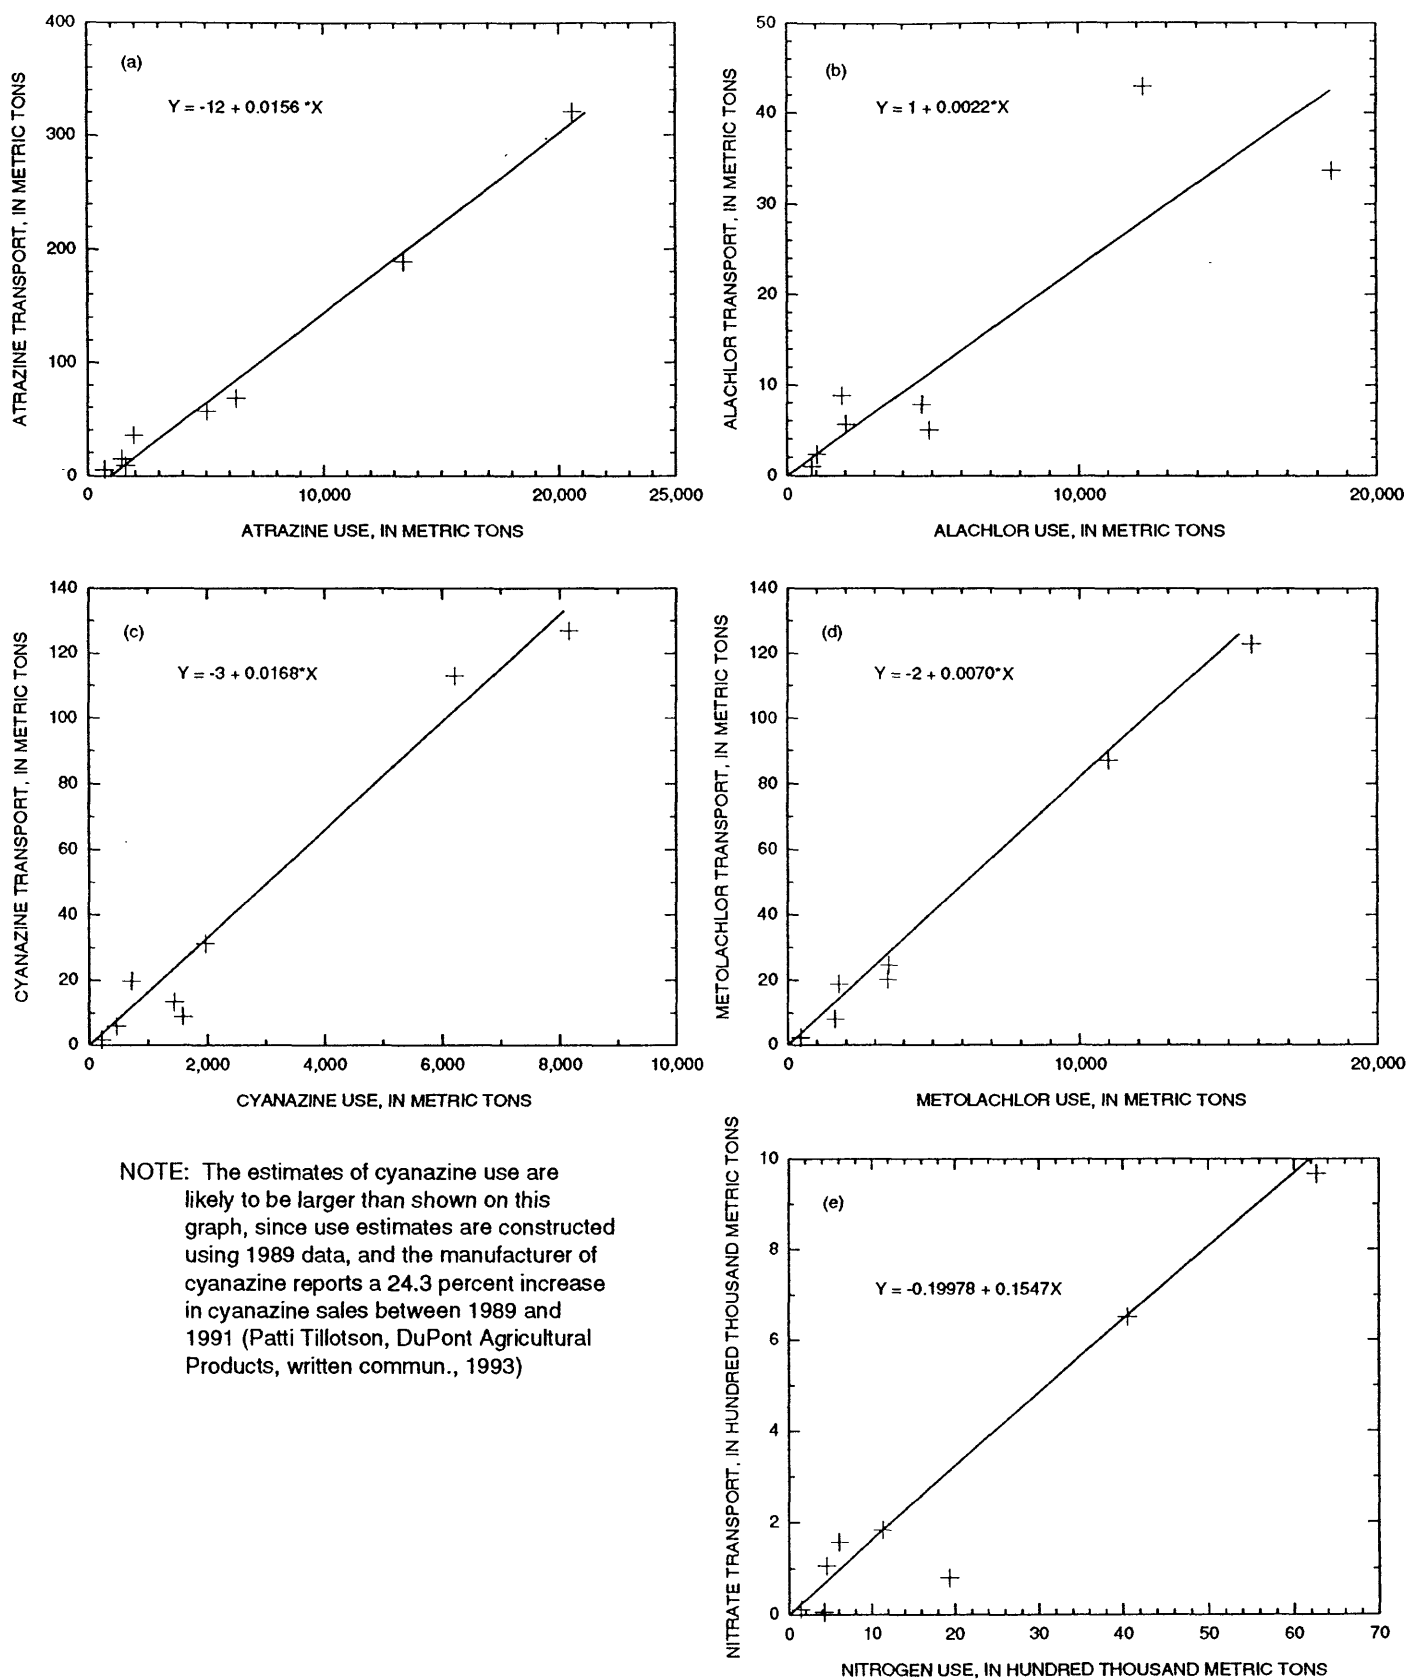 400
300
200
100
0
ATRAZINE TRANSPORT, IN METRIC TONS
(a)
Y = -12 + 0.0156 *X
0
10,000
20,000
25,000
ATRAZINE USE, IN METRIC TONS
50
40
30
20
10
0
ALACHLOR TRANSPORT, IN METRIC TONS
(b)
Y = 1 + 0.0022*X
0
10,000
20,000
ALACHLOR USE, IN METRIC TONS
140
120
100
80
60
40
20
0
CYANAZINE TRANSPORT, IN METRIC TONS
(c)
Y = -3 + 0.0168*X
0
2,000
4,000
6,000
8,000
10,000
CYANAZINE USE, IN METRIC TONS
140
120
100
80
60
40
20
0
METOLACHLOR TRANSPORT, IN METRIC TONS
(d)
Y = -2 + 0.0070*X
0
10,000
20,000
METOLACHLOR USE, IN METRIC TONS
NOTE: The estimates of cyanazine use are
likely to be larger than shown on this
graph, since use estimates are constructed
using 1989 data, and the manufacturer of
cyanazine reports a 24.3 percent increase
in cyanazine sales between 1989 and
1991 (Patti Tillotson, DuPont Agricultural
Products, written commun., 1993)
10
8
6
4
2
0
NITRATE TRANSPORT, IN HUNDRED THOUSAND METRIC TONS
(e)
Y = -0.19978 + 0.1547X
0
10
20
30
40
50
60
70
NITROGEN USE, IN HUNDRED THOUSAND METRIC TONS